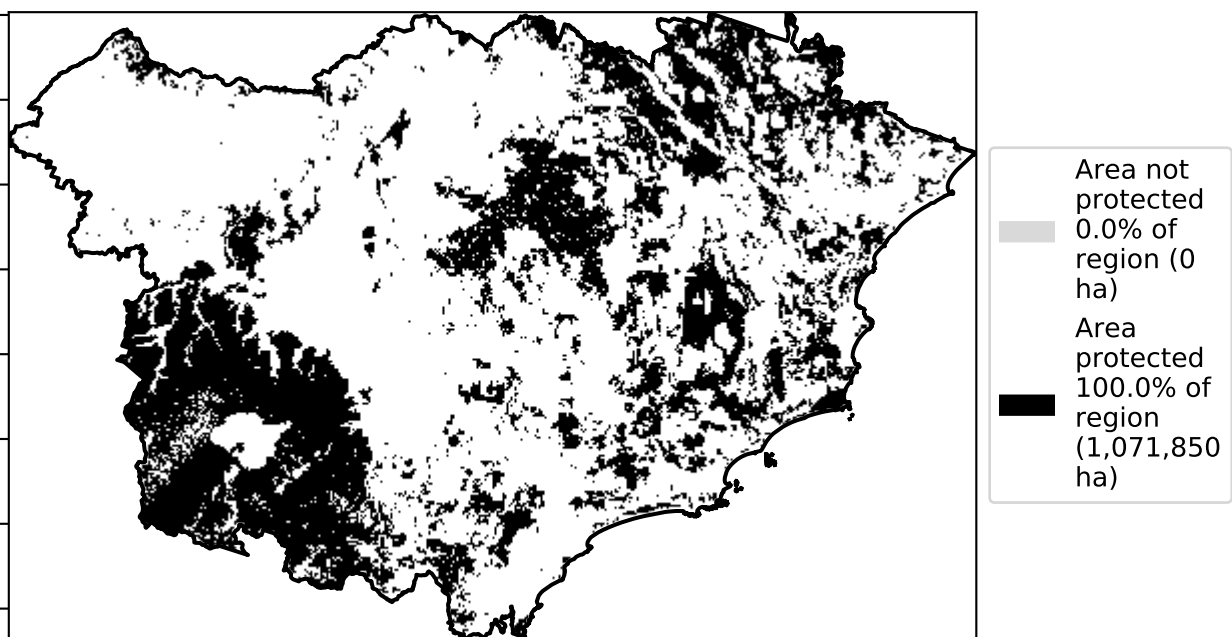 Area not
protected
0.0% of
region (0
ha)
Area
protected
100.0% of
region
(1,071,850
ha)